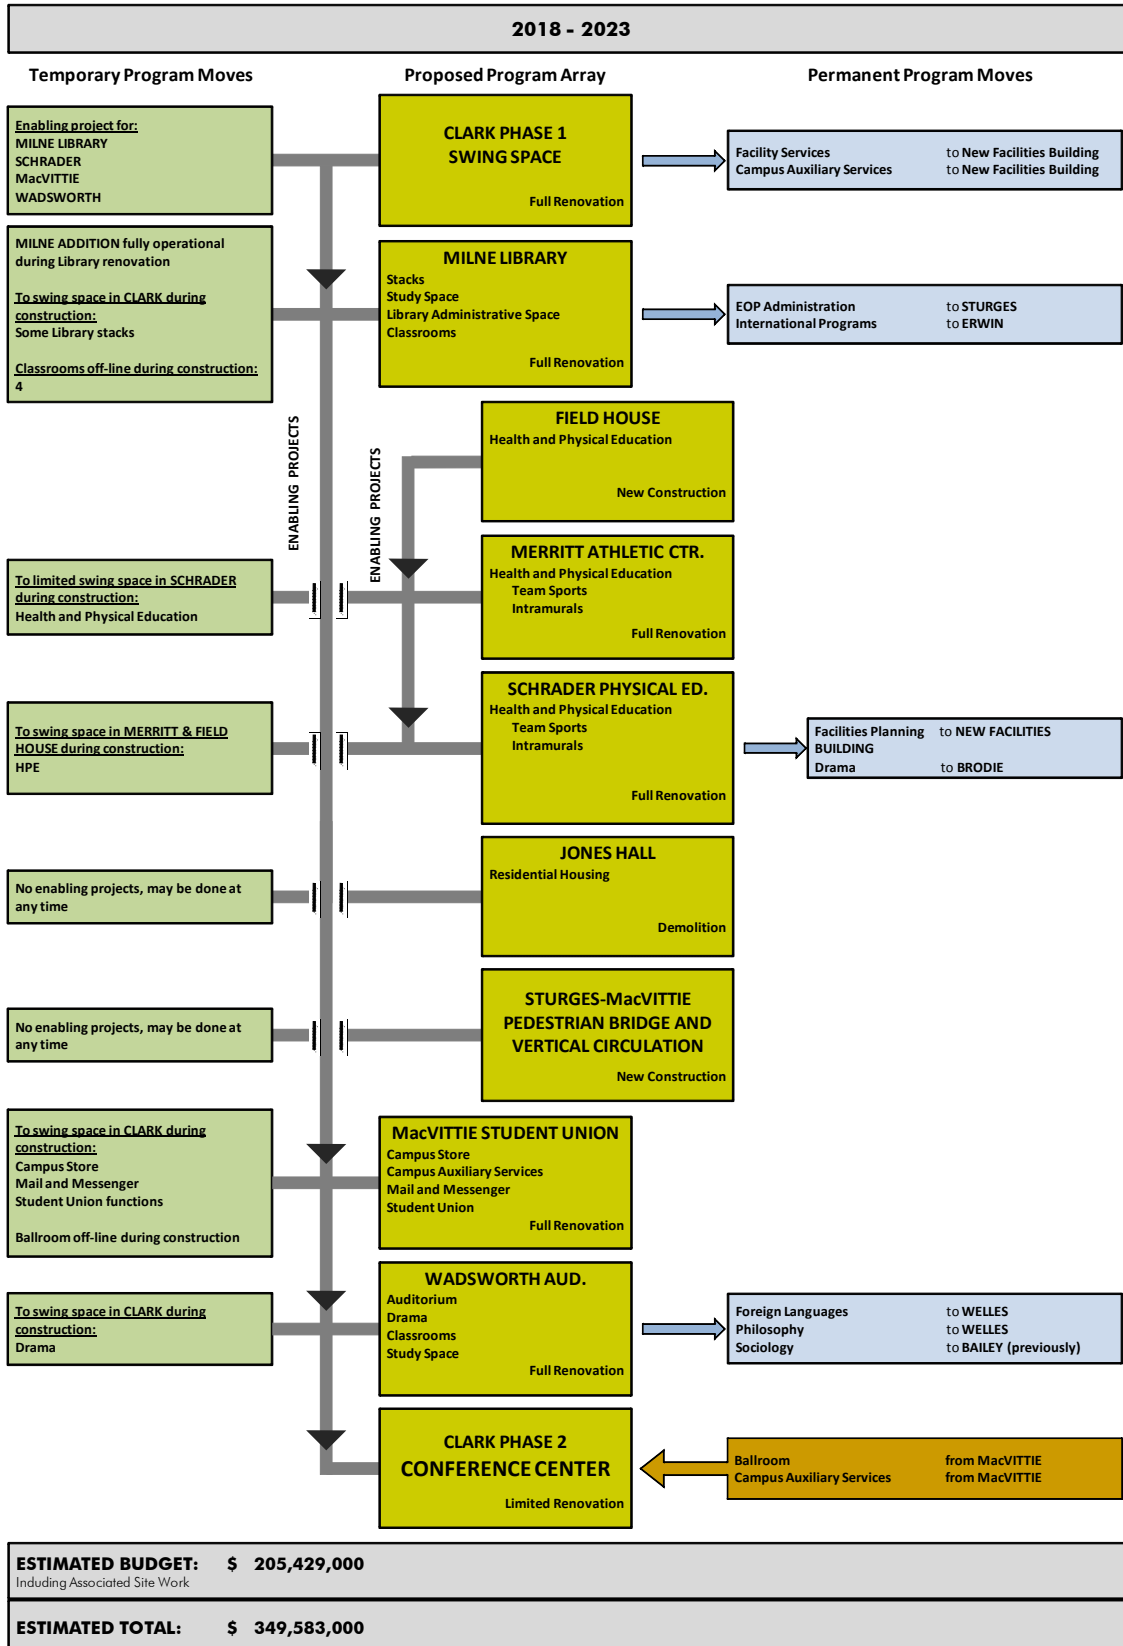 2018 - 2023
Temporary Program Moves
Proposed Program Array
Permanent Program Moves
Enabling project for:
MILNE LIBRARY
SCHRADER
MacVITTIE
WADSWORTH
CLARK PHASE 1
SWING SPACE
Full Renovation
Facility Services to New Facilities Building
Campus Auxiliary Services to New Facilities Building
MILNE ADDITION fully operational
during Library renovation
To swing space in CLARK during
construction:
Some Library stacks
Classrooms off-line during construction:
4
MILNE LIBRARY
Stacks
Study Space
Library Administrative Space
Classrooms
Full Renovation
EOP Administration to STURGES
International Programs to ERWIN
ENABLING PROJECTS
ENABLING PROJECTS
FIELD HOUSE
Health and Physical Education
New Construction
To limited swing space in SCHRADER
during construction:
Health and Physical Education
MERRITT ATHLETIC CTR.
Health and Physical Education
Team Sports
Intramurals
Full Renovation
To swing space in MERRITT & FIELD
HOUSE during construction:
HPE
SCHRADER PHYSICAL ED.
Health and Physical Education
Team Sports
Intramurals
Full Renovation
Facilities Planning to NEW FACILITIES
BUILDING
Drama to BRODIE
No enabling projects, may be done at
any time
JONES HALL
Residential Housing
Demolition
No enabling projects, may be done at
any time
STURGES-MacVITTIE
PEDESTRIAN BRIDGE AND
VERTICAL CIRCULATION
New Construction
To swing space in CLARK during
construction:
Campus Store
Mail and Messenger
Student Union functions
Ballroom off-line during construction
MacVITTIE STUDENT UNION
Campus Store
Campus Auxiliary Services
Mail and Messenger
Student Union
Full Renovation
To swing space in CLARK during
construction:
Drama
WADSWORTH AUD.
Auditorium
Drama
Classrooms
Study Space
Full Renovation
Foreign Languages to WELLES
Philosophy to WELLES
Sociology to BAILEY (previously)
CLARK PHASE 2
CONFERENCE CENTER
Limited Renovation
Ballroom from MacVITTIE
Campus Auxiliary Services from MacVITTIE
ESTIMATED BUDGET: $ 205,429,000
Including Associated Site Work
ESTIMATED TOTAL: $ 349,583,000